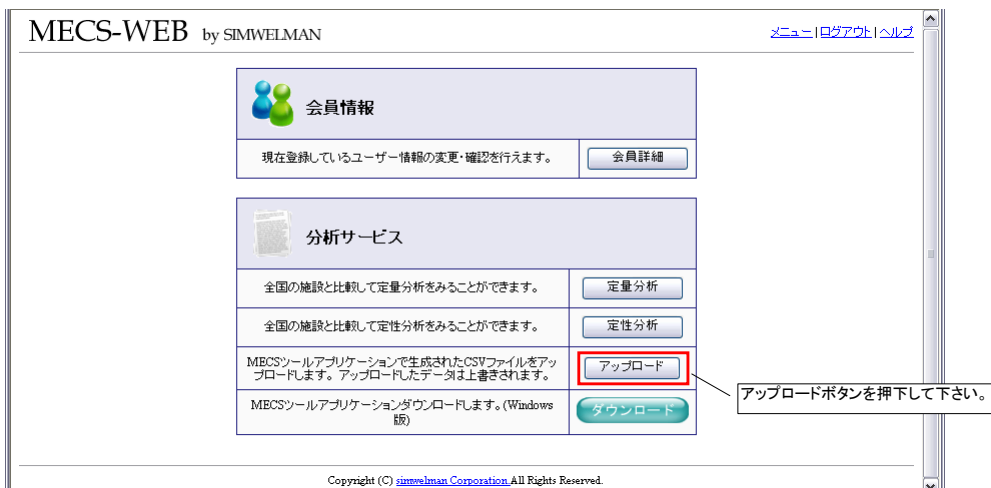 MECS-WEB by SIMWELMAN
メニュー | ログアウト | ヘルプ
会員情報
現在登録しているユーザー情報の変更・確認を行えます。
会員詳細
分析サービス
全国の施設と比較して定量分析をみることができます。
定量分析
全国の施設と比較して定性分析をみることができます。
定性分析
MECSツールアプリケーションで生成されたCSVファイルをアッ
プロードします。アップロードしたデータは上書きされます。
アップロード
アップロードボタンを押下して下さい。
MECSツールアプリケーションダウンロードします。(Windows
版)
ダウンロード
Copyright (C) simwelman Corporation.All Rights Reserved.